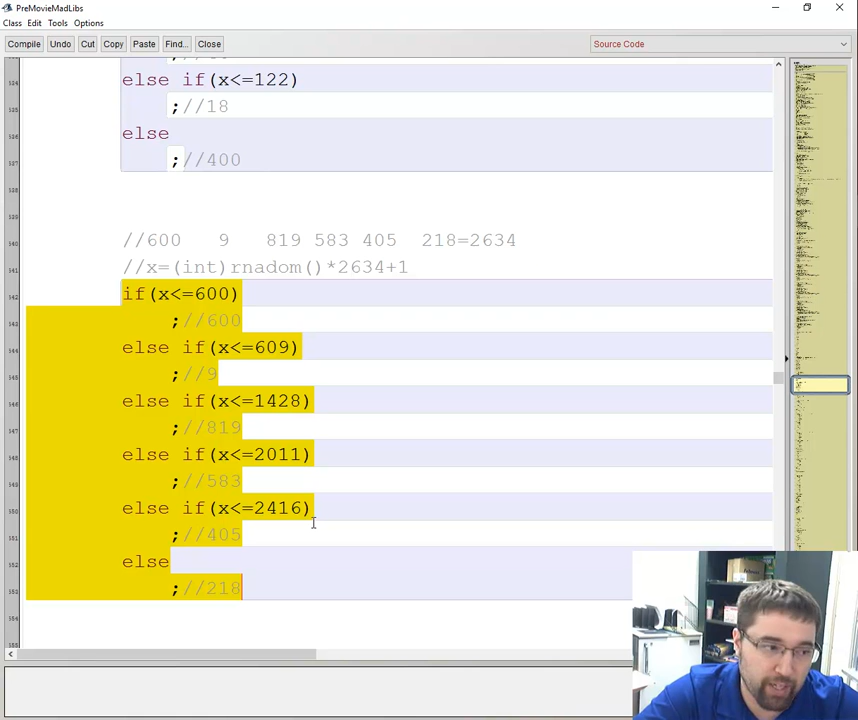 PreMovieMadLibs
Class Edit Tools Options
Compile Undo Cut Copy Paste Find... Close Source Code
else if(x<=122)
;//18
else
;//400
//600 9 819 583 405 218=2634
//x=(int)rnadom()*2634+1
if(x<=600)
;//600
else if(x<=609)
;//9
else if(x<=1428)
;//819
else if(x<=2011)
;//583
else if(x<=2416)
;//405
else
;//218